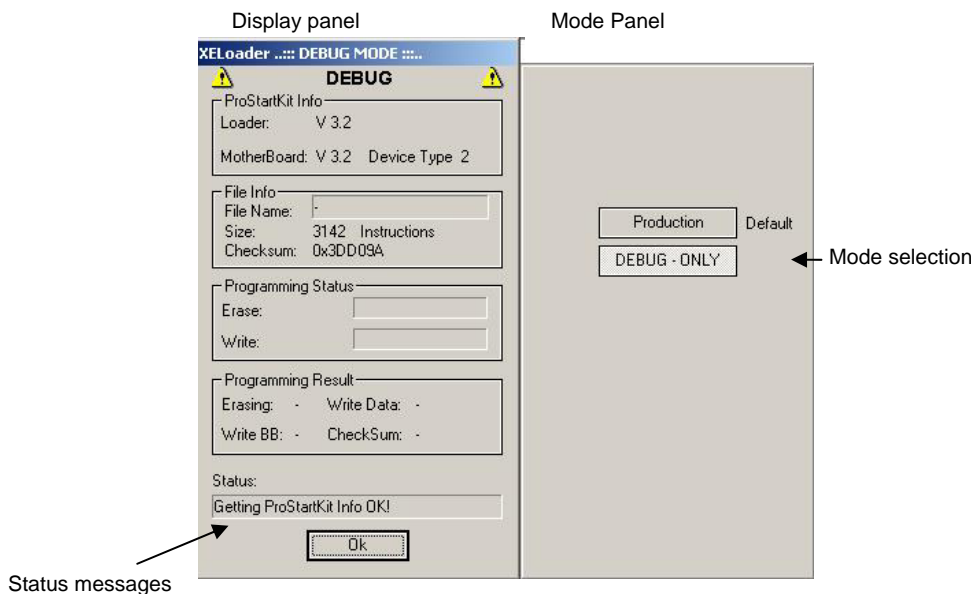 Display panel
Mode Panel
XELoader ..::: DEBUG MODE :::..
DEBUG
ProStartKit Info
Loader: V 3.2
MotherBoard: V 3.2 Device Type 2
File Info
File Name: -
Size: 3142 Instructions
Checksum: 0x3DD09A
Programming Status
Erase:
Write:
Programming Result
Erasing: - Write Data: -
Write BB: - CheckSum: -
Status:
Getting ProStartKit Info OK!
Ok
Production Default
DEBUG - ONLY
Mode selection
Status messages